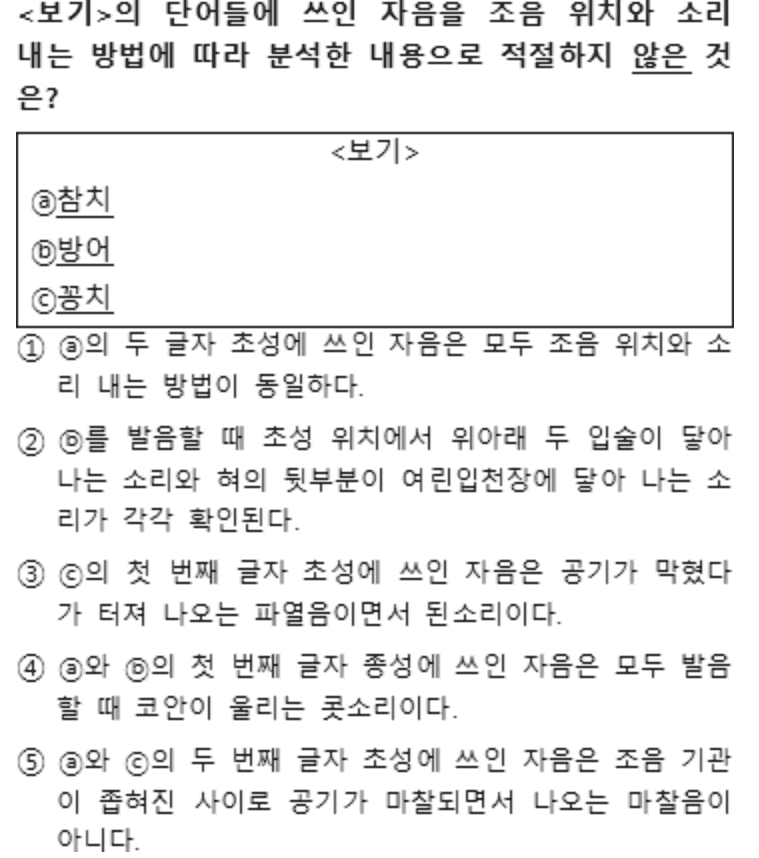 <보기>의 단어들에 쓰인 자음을 조음 위치와 소리
내는 방법에 따라 분석한 내용으로 적절하지 않은 것
은?
<보기>
ⓐ참치
ⓑ방어
ⓒ꽁치
① ⓐ의 두 글자 초성에 쓰인 자음은 모두 조음 위치와 소
리 내는 방법이 동일하다.
② ⓑ를 발음할 때 초성 위치에서 위아래 두 입술이 닿아
나는 소리와 혀의 뒷부분이 여린입천장에 닿아 나는 소
리가 각각 확인된다.
③ ⓒ의 첫 번째 글자 초성에 쓰인 자음은 공기가 막혔다
가 터져 나오는 파열음이면서 된소리이다.
④ ⓐ와 ⓑ의 첫 번째 글자 종성에 쓰인 자음은 모두 발음
할 때 코안이 울리는 콧소리이다.
⑤ ⓐ와 ⓒ의 두 번째 글자 초성에 쓰인 자음은 조음 기관
이 좁혀진 사이로 공기가 마찰되면서 나오는 마찰음이
아니다.